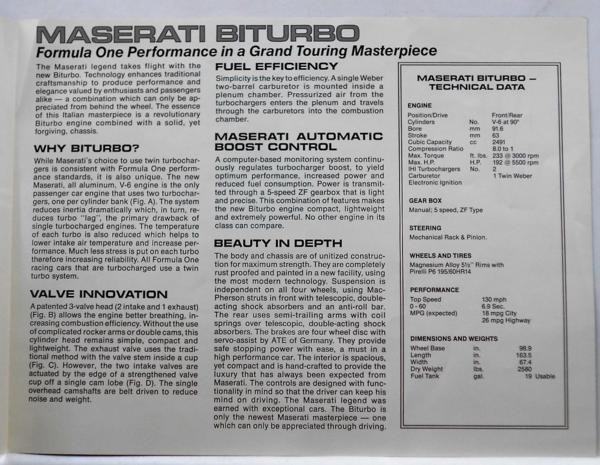 MASERATI BITURBO
Formula One Performance in a Grand Touring Masterpiece
The Maserati legend takes flight with the
new Biturbo. Technology enhances traditional
craftsmanship to produce performance and
elegance valued by enthusiasts and passengers
alike — a combination which can only be ap-
preciated from behind the wheel. The essence
of this Italian masterpiece is a revolutionary
Biturbo engine combined with a solid, yet
forgiving, chassis.
WHY BITURBO?
While Maserati's choice to use twin turbochar-
gers is consistent with Formula One perform-
ance standards, it is also unique. The new
Maserati, all aluminum, V-6 engine is the only
passenger car engine that uses two turbocharg-
ers, one per cylinder bank (Fig. A). The system
reduces inertia dramatically which, in turn, re-
duces turbo "lag", the primary drawback of
single turbocharged engines. The temperature
of each turbo is also reduced which helps to
lower intake air temperature and increase per-
formance. Much less stress is put on each turbo
therefore increasing reliability. All Formula One
racing cars that are turbocharged use a twin
turbo system.
VALVE INNOVATION
A patented 3-valve head (2 intake and 1 exhaust)
(Fig. B) allows the engine better breathing, in-
creasing combustion efficiency. Without the use
of complicated rocker arms or double cams, this
cylinder head remains simple, compact and
lightweight. The exhaust valve uses the tradi-
tional method with the valve stem inside a cup
(Fig. C). However, the two intake valves are
actuated by the edge of a strengthened valve
cup off a single cam lobe (Fig. D). The single
overhead camshafts are belt driven to reduce
noise and weight.
FUEL EFFICIENCY
Simplicity is the key to efficiency. A single Weber
two-barrel carburetor is mounted inside a
plenum chamber. Pressurized air from the
turbochargers enters the plenum and travels
through the carburetors into the combustion
chamber.
MASERATI AUTOMATIC
BOOST CONTROL
A computer-based monitoring system continu-
ously regulates turbocharger boost, to yield
optimum performance, increased power and
reduced fuel consumption. Power is transmit-
ted through a 5-speed ZF gearbox that is light
and precise. This combination of features makes
the new Biturbo engine compact, lightweight
and extremely powerful. No other engine in its
class can compare.
BEAUTY IN DEPTH
The body and chassis are of unitized construc-
tion for maximum strength. They are completely
rust proofed and painted in a new facility, using
the most modern technology. Suspension is
independent on all four wheels, using Mac-
Pherson struts in front with telescopic, double-
acting shock absorbers and an anti-roll bar.
The rear uses semi-trailing arms with coil
springs over telescopic, double-acting shock
absorbers. The brakes are four wheel disc with
servo-assist by ATE of Germany. They provide
safe stopping power with ease, a must in a
high performance car. The interior is spacious,
yet compact and is hand-crafted to provide the
luxury that has always been expected from
Maserati. The controls are designed with func-
tionality in mind so that the driver can keep his
mind on driving. The Maserati legend was
earned with exceptional cars. The Biturbo is
only the newest Maserati masterpiece — one
which can only be appreciated through driving.
MASERATI BITURBO —
TECHNICAL DATA
ENGINE
Position/Drive Front/Rear
Cylinders No. V-6 at 90°
Bore mm 91.6
Stroke mm 63
Cubic Capacity cc 2491
Compression Ratio 8.0 to 1
Max. Torque ft. lbs. 233 @ 3000 rpm
Max. H.P. H.P. 192 @ 5500 rpm
IHI Turbochargers No. 2
Carburetor 1 Twin Weber
Electronic Ignition
GEAR BOX
Manual; 5 speed, ZF Type
STEERING
Mechanical Rack & Pinion.
WHEELS AND TIRES
Magnesium Alloy 5½" Rims with
Pirelli P6 195/60HR14
PERFORMANCE
Top Speed 130 mph
0 - 60 6.9 Sec.
MPG (expected) 18 mpg City
26 mpg Highway
DIMENSIONS AND WEIGHTS
Wheel Base in. 98.9
Length in. 163.5
Width in. 67.4
Dry Weight lbs. 2580
Fuel Tank gal. 19 Usable